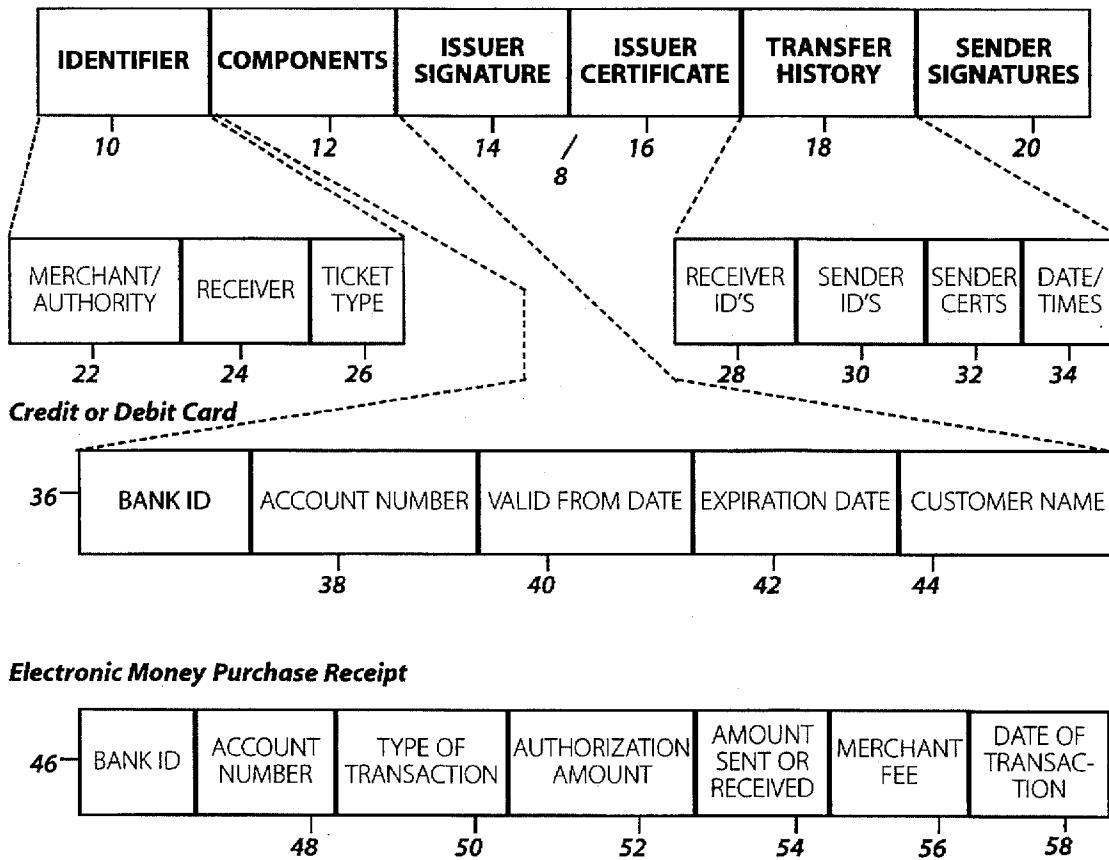 IDENTIFIER COMPONENTS ISSUER SIGNATURE ISSUER CERTIFICATE TRANSFER HISTORY SENDER SIGNATURES
10 12 14 8 16 18 20
MERCHANT/ AUTHORITY RECEIVER TICKET TYPE RECEIVER ID'S SENDER ID'S SENDER CERTS DATE/ TIMES
22 24 26 28 30 32 34
Credit or Debit Card
36 BANK ID ACCOUNT NUMBER VALID FROM DATE EXPIRATION DATE CUSTOMER NAME
38 40 42 44
Electronic Money Purchase Receipt
46 BANK ID ACCOUNT NUMBER TYPE OF TRANSACTION AUTHORIZATION AMOUNT AMOUNT SENT OR RECEIVED MERCHANT FEE DATE OF TRANSAC- TION
48 50 52 54 56 58